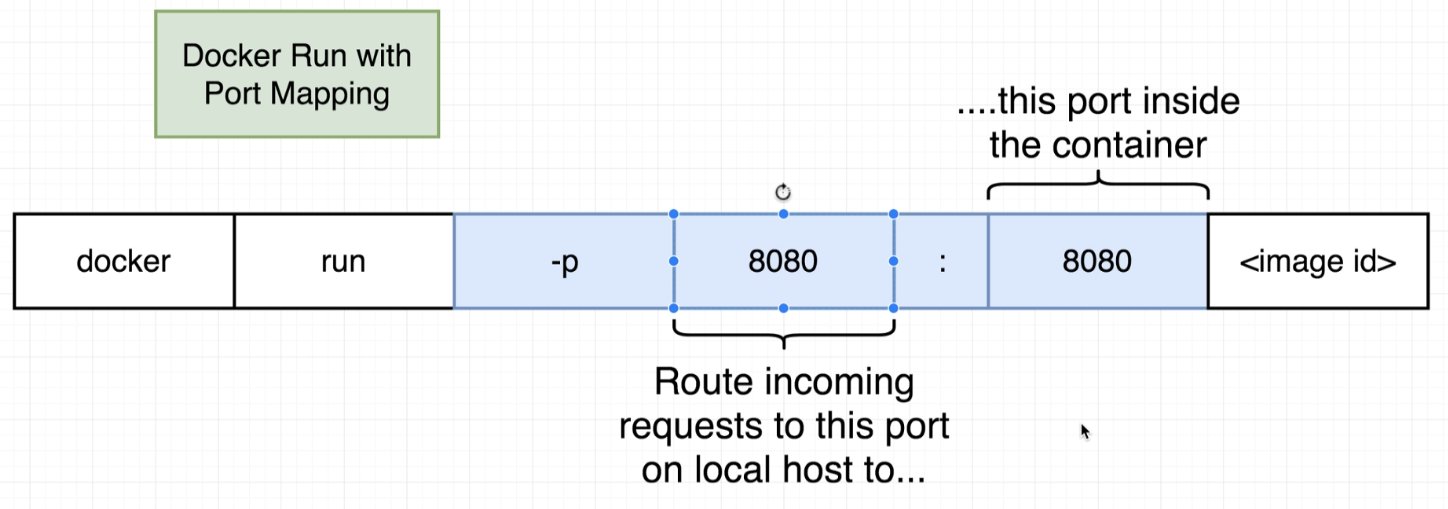 Docker Run with
Port Mapping
....this port inside
the container
docker run -p 8080 : 8080 <image id>
Route incoming
requests to this port
on local host to...